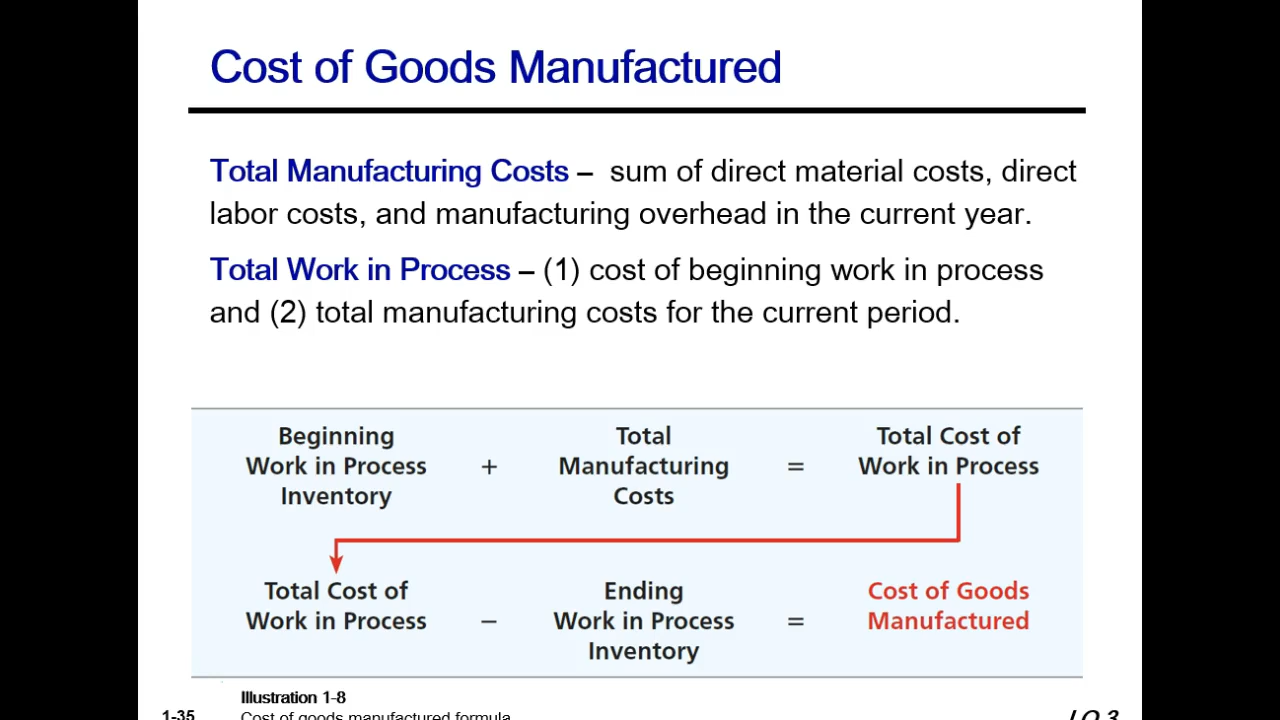 Cost of Goods Manufactured
Total Manufacturing Costs – sum of direct material costs, direct
labor costs, and manufacturing overhead in the current year.
Total Work in Process – (1) cost of beginning work in process
and (2) total manufacturing costs for the current period.
Beginning Work in Process Inventory + Total Manufacturing Costs = Total Cost of Work in Process
Total Cost of Work in Process – Ending Work in Process Inventory = Cost of Goods Manufactured
Illustration 1-8
1-35
Cost of goods manufactured formula
LO 3